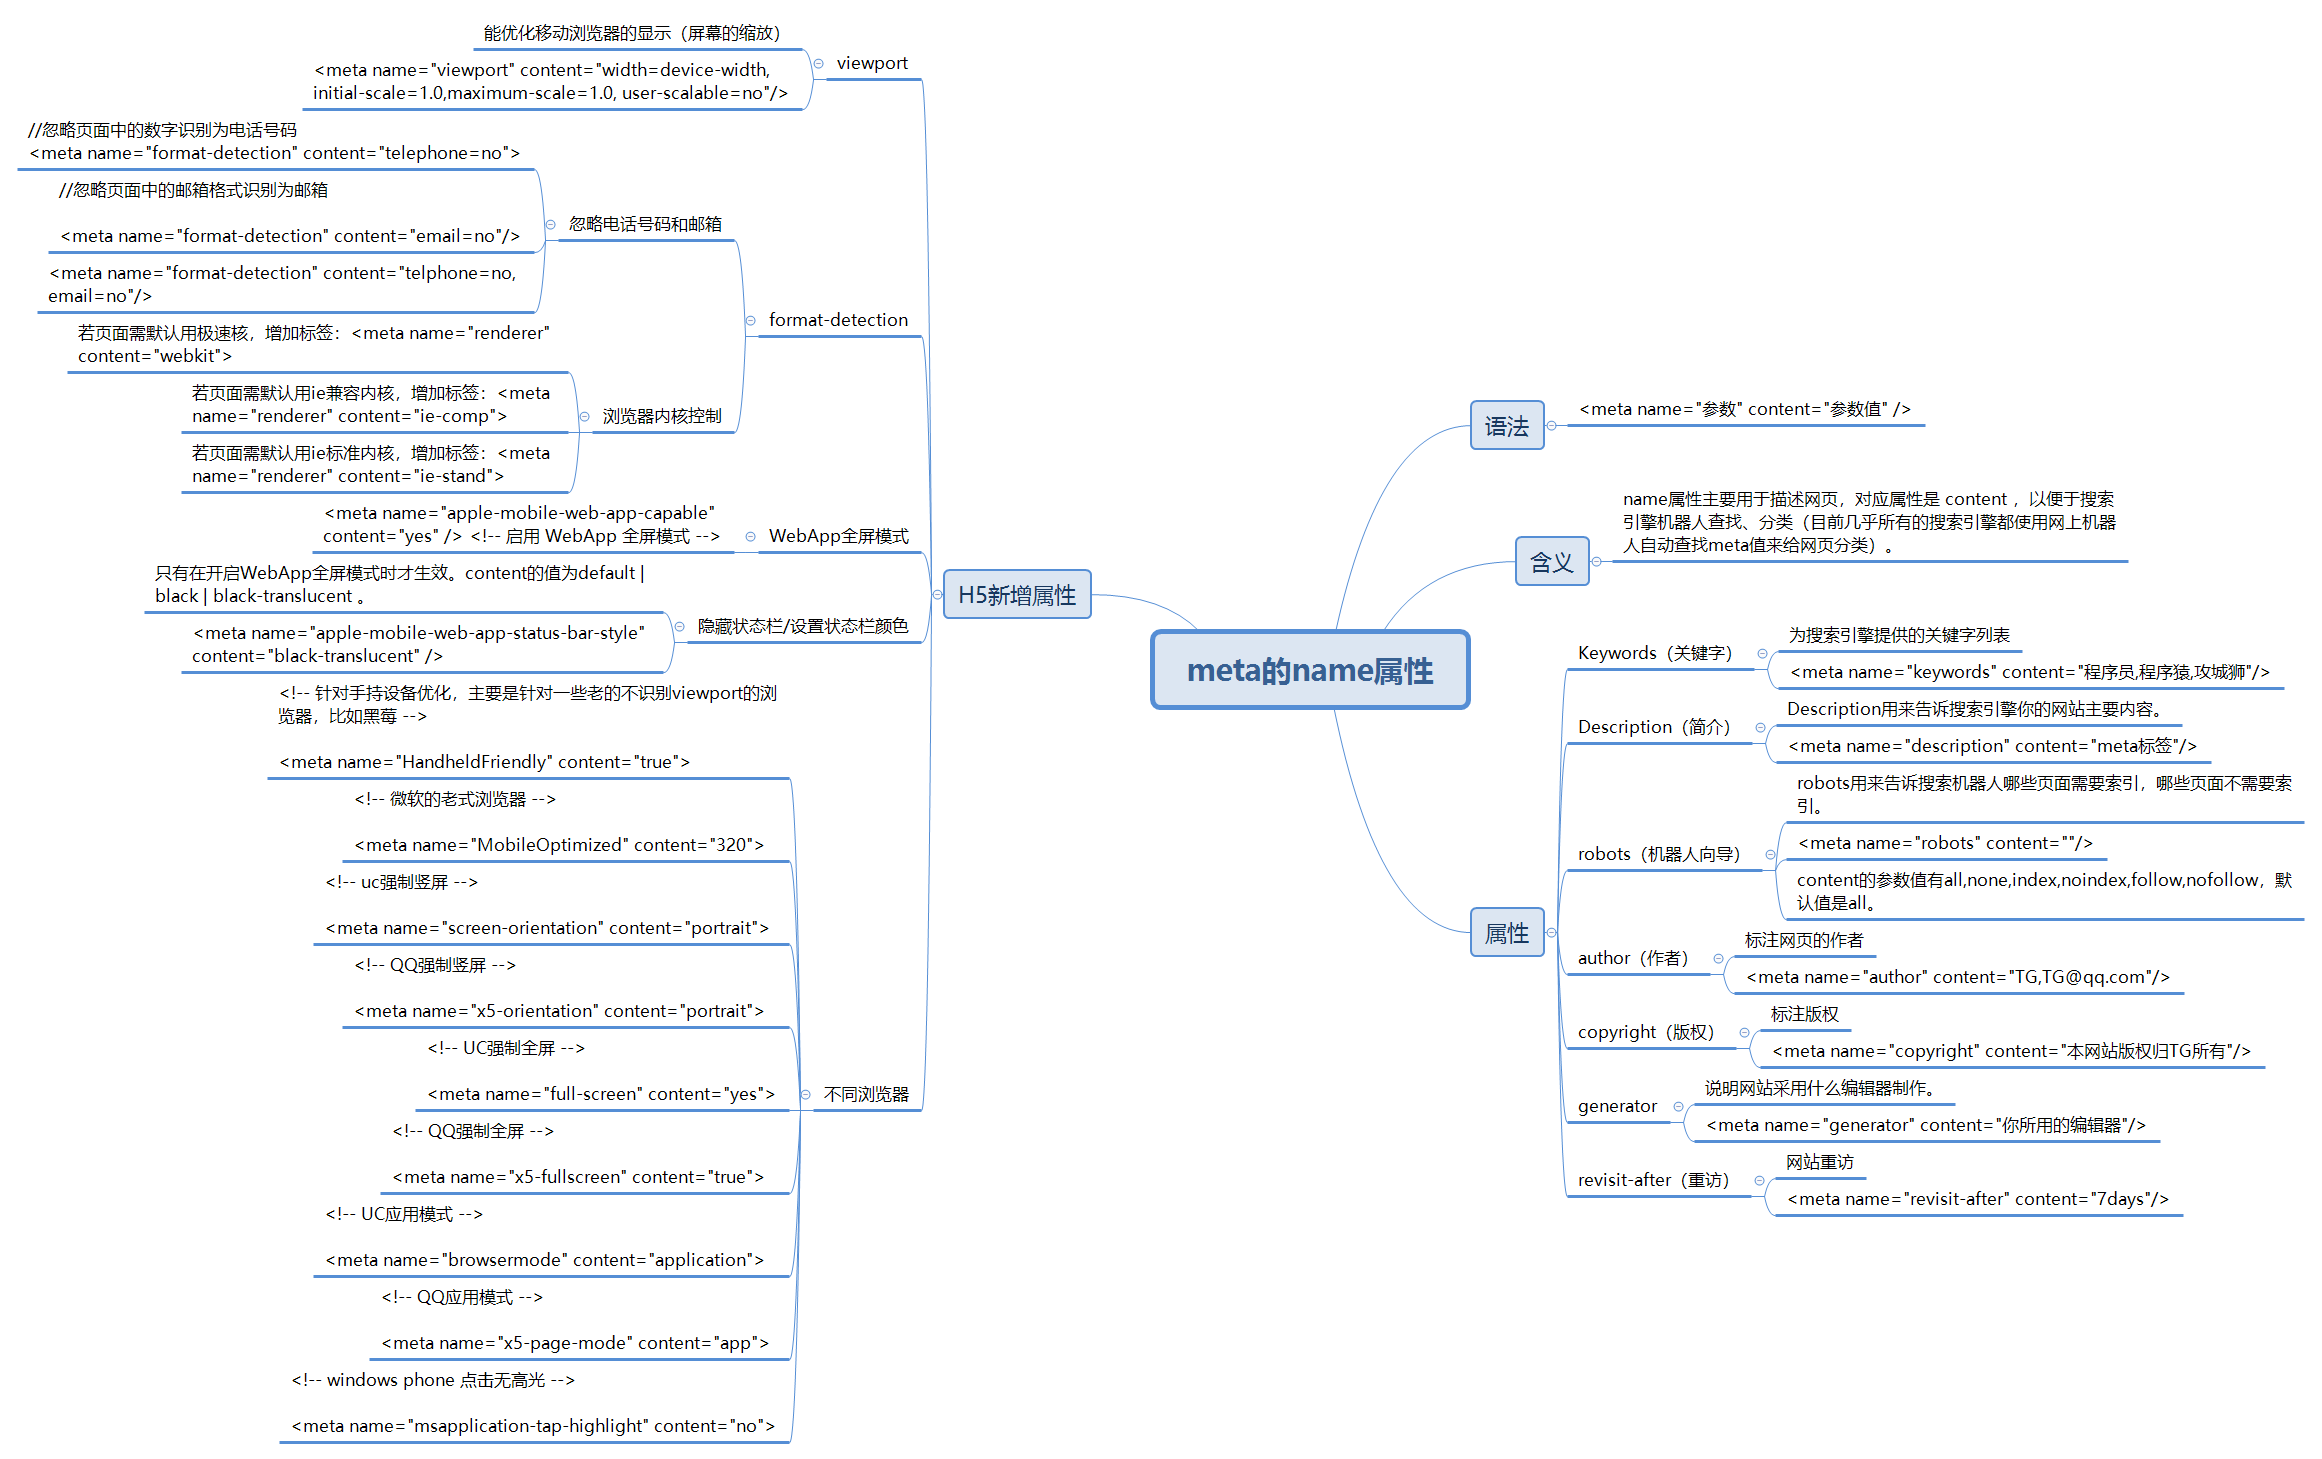 meta的name属性
语法
<meta name="参数" content="参数值" />
含义
name属性主要用于描述网页，对应属性是 content ，以便于搜索
引擎机器人查找、分类（目前几乎所有的搜索引擎都使用网上机器
人自动查找meta值来给网页分类）。
属性
Keywords（关键字）
为搜索引擎提供的关键字列表
<meta name="keywords" content="程序员,程序猿,攻城狮"/>
Description（简介）
Description用来告诉搜索引擎你的网站主要内容。
<meta name="description" content="meta标签"/>
robots（机器人向导）
robots用来告诉搜索机器人哪些页面需要索引，哪些页面不需要索
引。
<meta name="robots" content=""/>
content的参数值有all,none,index,noindex,follow,nofollow，默
认值是all。
author（作者）
标注网页的作者
<meta name="author" content="TG,TG@qq.com"/>
copyright（版权）
标注版权
<meta name="copyright" content="本网站版权归TG所有"/>
generator
说明网站采用什么编辑器制作。
<meta name="generator" content="你所用的编辑器"/>
revisit-after（重访）
网站重访
<meta name="revisit-after" content="7days"/>
H5新增属性
viewport
能优化移动浏览器的显示（屏幕的缩放）
<meta name="viewport" content="width=device-width,
initial-scale=1.0,maximum-scale=1.0, user-scalable=no"/>
format-detection
忽略电话号码和邮箱
//忽略页面中的数字识别为电话号码
<meta name="format-detection" content="telephone=no">
//忽略页面中的邮箱格式识别为邮箱
<meta name="format-detection" content="email=no"/>
<meta name="format-detection" content="telphone=no,
email=no"/>
浏览器内核控制
若页面需默认用极速核，增加标签：<meta name="renderer"
content="webkit">
若页面需默认用ie兼容内核，增加标签：<meta
name="renderer" content="ie-comp">
若页面需默认用ie标准内核，增加标签：<meta
name="renderer" content="ie-stand">
WebApp全屏模式
<meta name="apple-mobile-web-app-capable"
content="yes" /> <!-- 启用 WebApp 全屏模式 -->
隐藏状态栏/设置状态栏颜色
只有在开启WebApp全屏模式时才生效。content的值为default |
black | black-translucent 。
<meta name="apple-mobile-web-app-status-bar-style"
content="black-translucent" />
不同浏览器
<!-- 针对手持设备优化，主要是针对一些老的不识别viewport的浏
览器，比如黑莓 -->
<meta name="HandheldFriendly" content="true">
<!-- 微软的老式浏览器 -->
<meta name="MobileOptimized" content="320">
<!-- uc强制竖屏 -->
<meta name="screen-orientation" content="portrait">
<!-- QQ强制竖屏 -->
<meta name="x5-orientation" content="portrait">
<!-- UC强制全屏 -->
<meta name="full-screen" content="yes">
<!-- QQ强制全屏 -->
<meta name="x5-fullscreen" content="true">
<!-- UC应用模式 -->
<meta name="browsermode" content="application">
<!-- QQ应用模式 -->
<meta name="x5-page-mode" content="app">
<!-- windows phone 点击无高光 -->
<meta name="msapplication-tap-highlight" content="no">